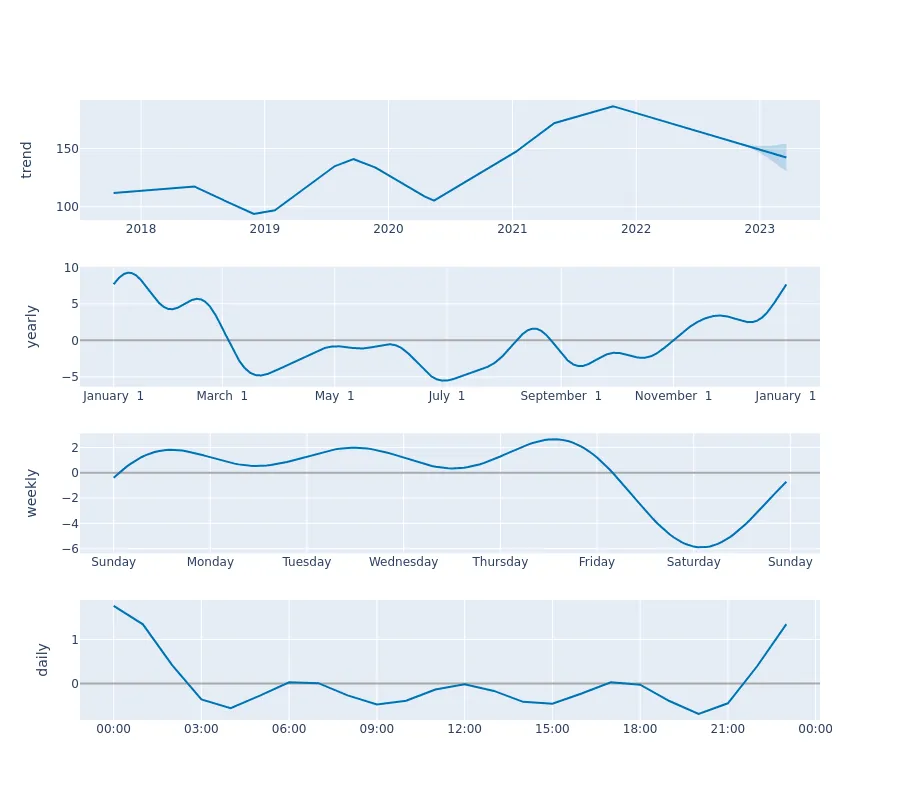 trend
150
100
2018 2019 2020 2021 2022 2023
yearly
10
5
0
−5
January 1 March 1 May 1 July 1 September 1 November 1 January 1
weekly
2
0
−2
−4
−6
Sunday Monday Tuesday Wednesday Thursday Friday Saturday Sunday
daily
1
0
00:00 03:00 06:00 09:00 12:00 15:00 18:00 21:00 00:00